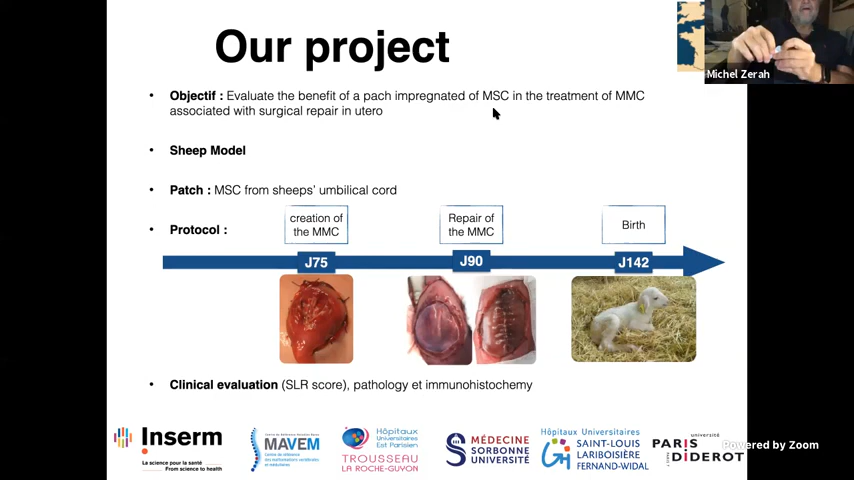 Our project
Michel Zerah
• Objectif : Evaluate the benefit of a pach impregnated of MSC in the treatment of MMC
associated with surgical repair in utero
• Sheep Model
• Patch : MSC from sheeps' umbilical cord
• Protocol :
creation of
the MMC
Repair of
the MMC
Birth
J75
J90
J142
• Clinical evaluation (SLR score), pathology et immunohistochemy
Inserm
La science pour la santé
From science to health
MAVEM
Hôpitaux
Universitaires
Est Parisien
TROUSSEAU
LA ROCHE-GUYON
MÉDECINE
SORBONNE
UNIVERSITÉ
Hôpitaux Universitaires
SAINT-LOUIS
LARIBOISIÈRE
FERNAND-WIDAL
université
PARIS
DIDEROT
Powered by Zoom